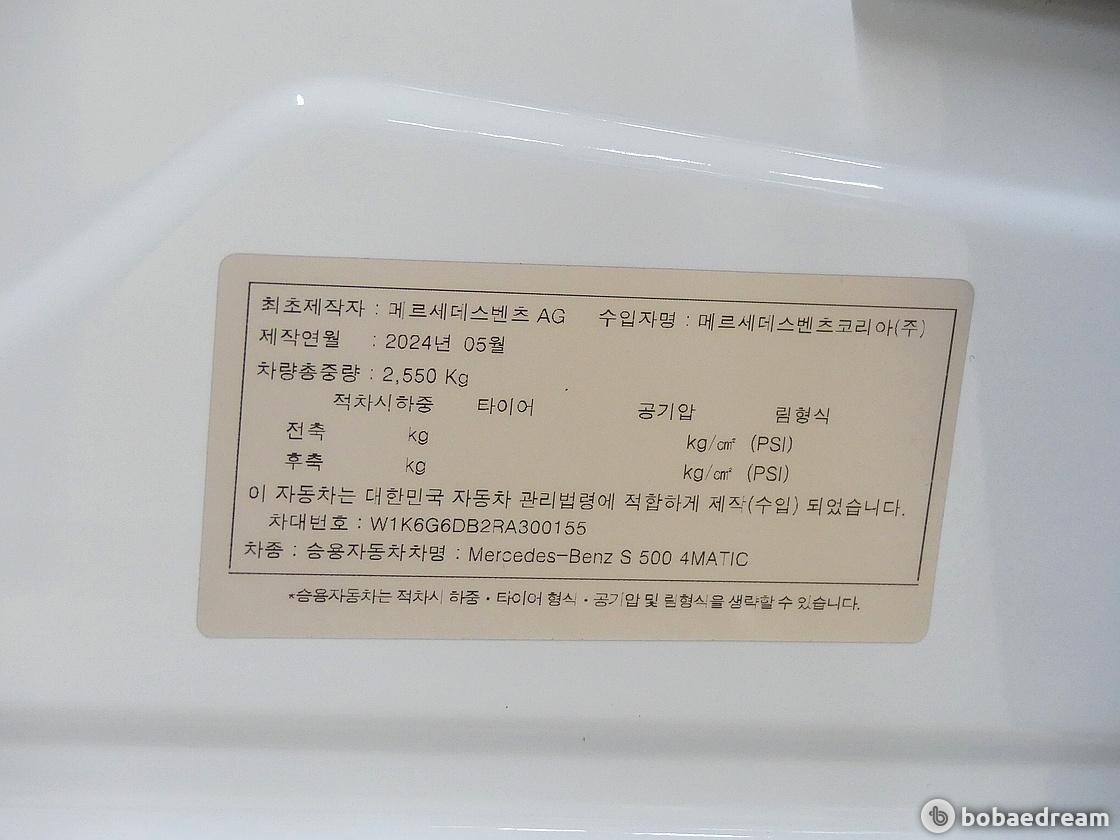 최초제작자 : 메르세데스벤츠 AG 수입자명 : 메르세데스벤츠코리아(주)
제작연월 : 2024년 05월
차량총중량 : 2,550 Kg
적차시하중 타이어 공기압 림형식
전축 kg kg/㎠ (PSI)
후축 kg kg/㎠ (PSI)
이 자동차는 대한민국 자동차 관리법령에 적합하게 제작(수입) 되었습니다.
차대번호 : W1K6G6DB2RA300155
차종 : 승용자동차차명 : Mercedes-Benz S 500 4MATIC
*승용자동차는 적차시 하중·타이어 형식·공기압 및 림형식을 생략할 수 있습니다.
bobaedream